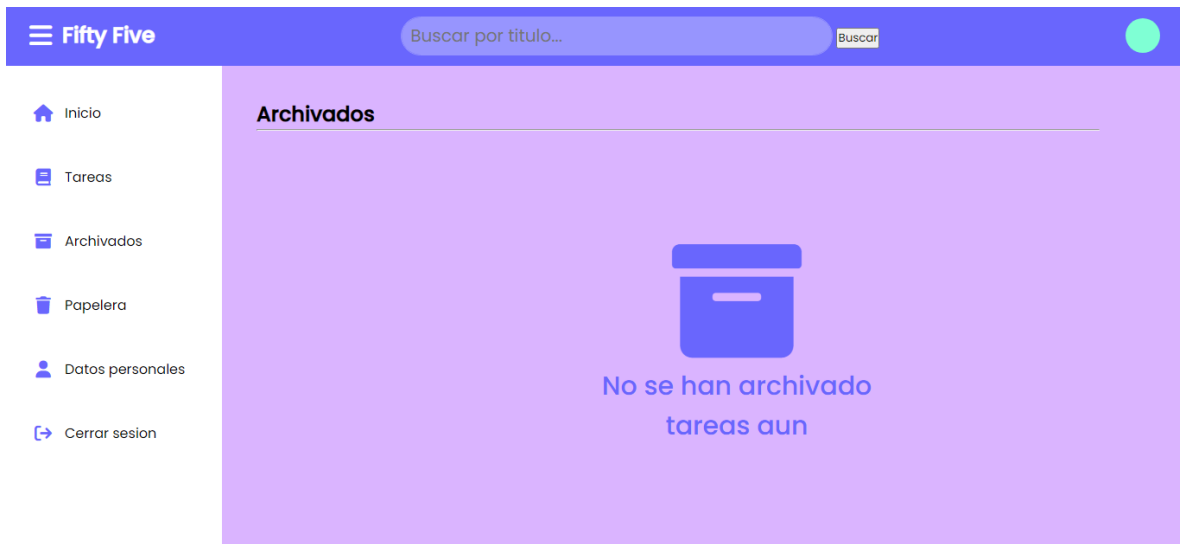 Fifty Five
Buscar por titulo...
Buscar
Inicio
Tareas
Archivados
Papelera
Datos personales
Cerrar sesion
Archivados
No se han archivado
tareas aun